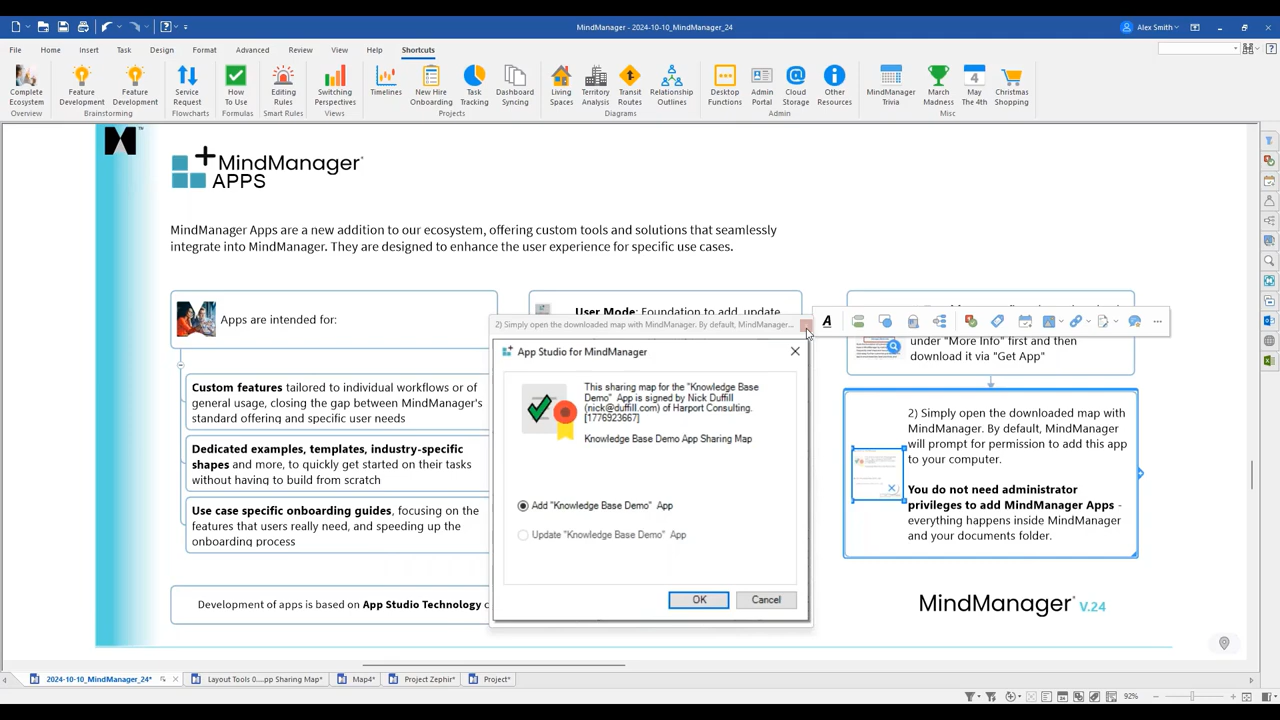 MindManager - 2024-10-10_MindManager_24
Alex Smith
File Home Insert Task Design Format Advanced Review View Help Shortcuts
Complete Ecosystem
Feature Development
Feature Development
Service Request
How To Use
Editing Rules
Switching Perspectives
Timelines
New Hire Onboarding
Task Tracking
Dashboard Syncing
Living Spaces
Territory Analysis
Transit Routes
Relationship Outlines
Desktop Functions
Admin Portal
Cloud Storage
Other Resources
MindManager Trivia
March Madness
May The 4th
Christmas Shopping
Overview Brainstorming Flowcharts Formulas Smart Rules Views Projects Diagrams Admin Misc
MindManager
APPS
MindManager Apps are a new addition to our ecosystem, offering custom tools and solutions that seamlessly
integrate into MindManager. They are designed to enhance the user experience for specific use cases.
Apps are intended for:
Custom features tailored to individual workflows or of
general usage, closing the gap between MindManager's
standard offering and specific user needs
Dedicated examples, templates, industry-specific
shapes and more, to quickly get started on their tasks
without having to build from scratch
Use case specific onboarding guides, focusing on the
features that users really need, and speeding up the
onboarding process
Development of apps is based on App Studio Technology
User Mode: Foundation to add, update
2) Simply open the downloaded map with MindManager. By default, MindManager...
App Studio for MindManager
This sharing map for the "Knowledge Base
Demo" App is signed by Nick Duffill
(nick@duffill.com) of Harport Consulting.
[1776923667]
Knowledge Base Demo App Sharing Map
Add "Knowledge Base Demo" App
Update "Knowledge Base Demo" App
OK Cancel
under "More Info" first and then
download it via "Get App"
2) Simply open the downloaded map with
MindManager. By default, MindManager
will prompt for permission to add this app
to your computer.
You do not need administrator
privileges to add MindManager Apps -
everything happens inside MindManager
and your documents folder.
MindManager V.24
2024-10-10_MindManager_24*
Layout Tools 0....pp Sharing Map*
Map4*
Project Zephir*
Project*
92%